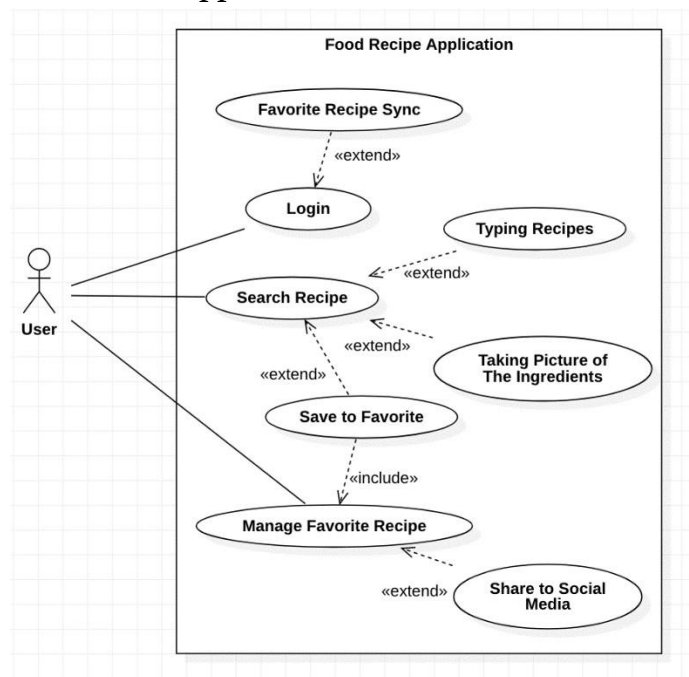 Food Recipe Application
Favorite Recipe Sync
«extend»
Login
Typing Recipes
«extend»
Search Recipe
User
«extend»
Taking Picture of
The Ingredients
«extend»
Save to Favorite
«include»
Manage Favorite Recipe
«extend»
Share to Social
Media